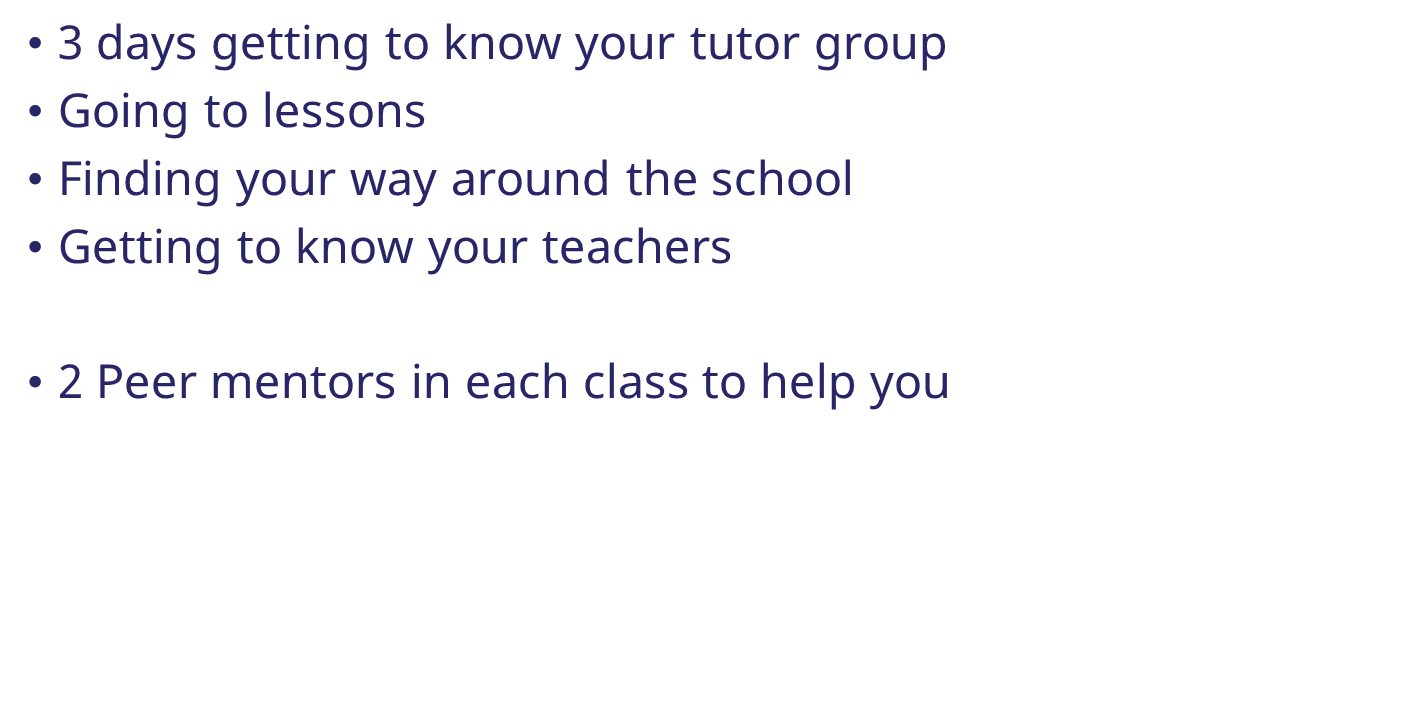 • 3 days getting to know your tutor group
• Going to lessons
• Finding your way around the school
• Getting to know your teachers
• 2 Peer mentors in each class to help you